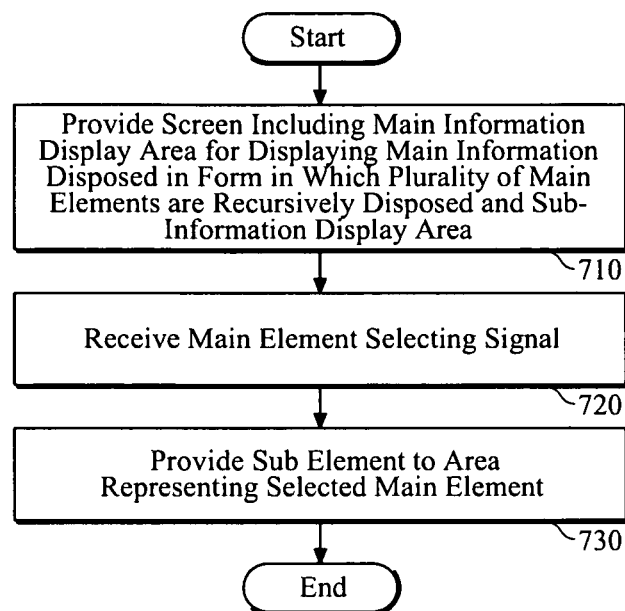 Start
Provide Screen Including Main Information
Display Area for Displaying Main Information
Disposed in Form in Which Plurality of Main
Elements are Recursively Disposed and Sub-
Information Display Area
710
Receive Main Element Selecting Signal
720
Provide Sub Element to Area
Representing Selected Main Element
730
End